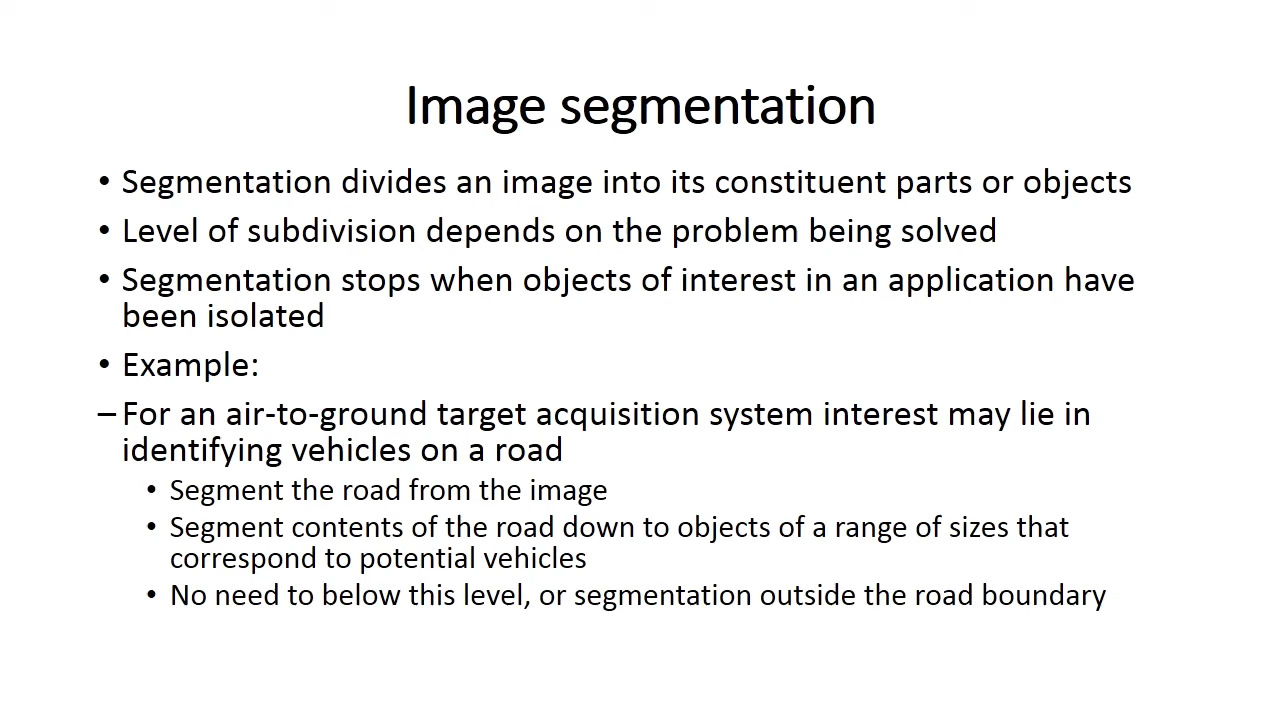 Image segmentation
• Segmentation divides an image into its constituent parts or objects
• Level of subdivision depends on the problem being solved
• Segmentation stops when objects of interest in an application have
been isolated
• Example:
– For an air-to-ground target acquisition system interest may lie in
identifying vehicles on a road
• Segment the road from the image
• Segment contents of the road down to objects of a range of sizes that
correspond to potential vehicles
• No need to below this level, or segmentation outside the road boundary